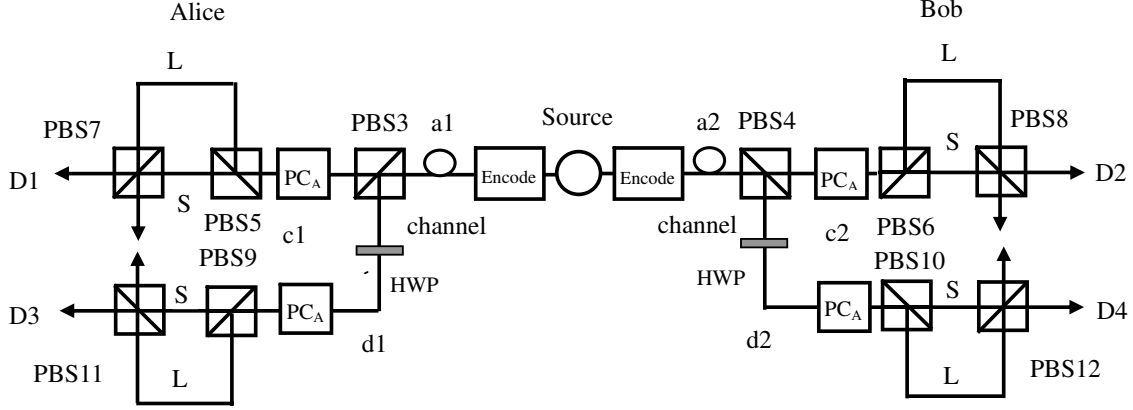 Alice
Bob
L
L
PBS7
PBS3
a1
Source
a2
PBS4
PBS8
S
D1
PC_A
Encode
Encode
PC_A
D2
S
PBS5
c1
channel
channel
c2
PBS6
PBS9
HWP
HWP
PBS10
S
S
D3
PC_A
PC_A
D4
d1
d2
PBS11
L
L
PBS12